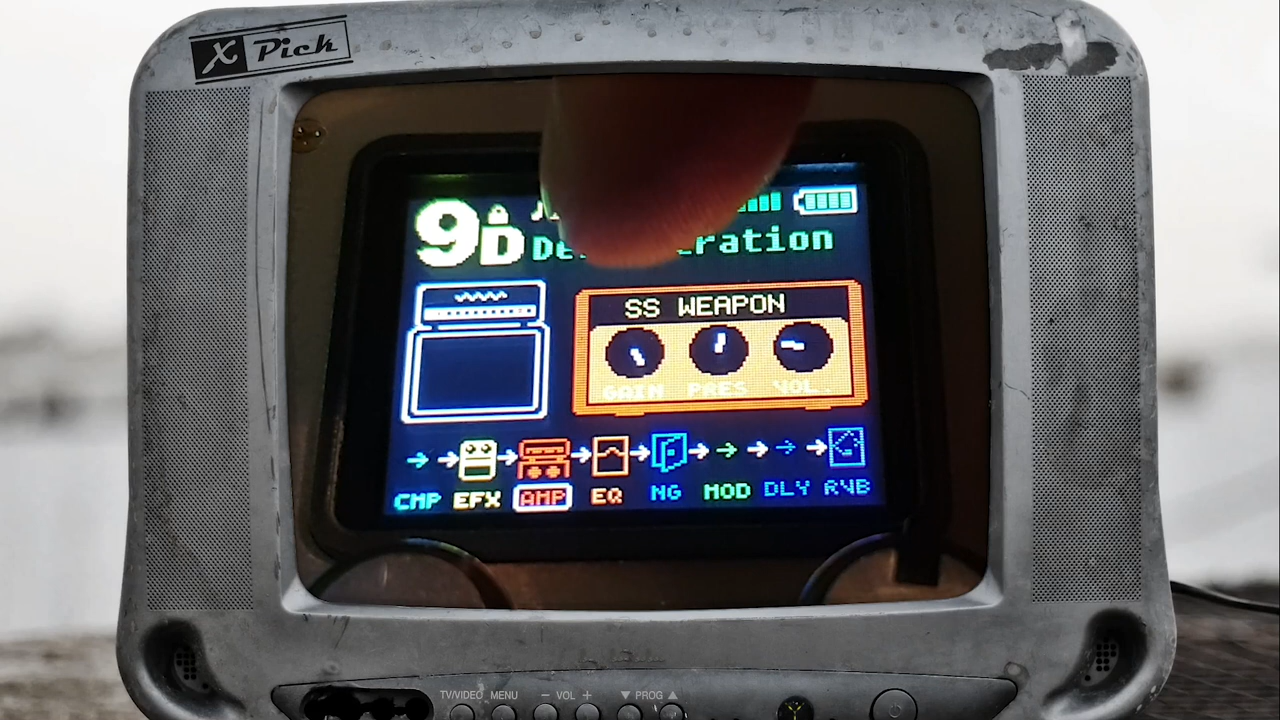 X Pick
9D
SS WEAPON
GAIN PRES VOL
CMP EFX AMP EQ NG MOD DLY RVB
TV/VIDEO MENU − VOL + ▼ PROG ▲